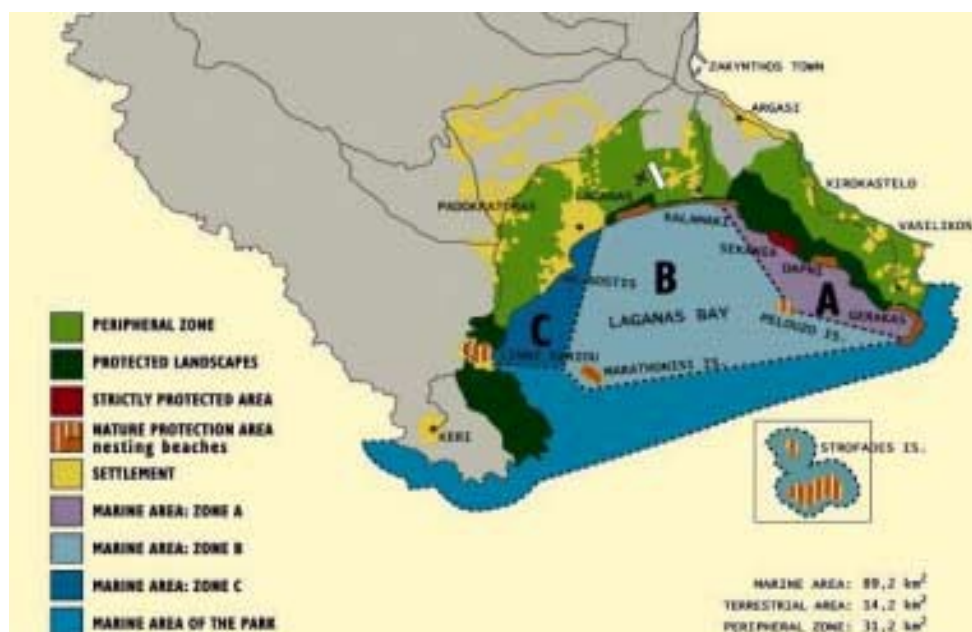 ZAKYNTHOS TOWN
ARGASI
XIROKASTELO
VASILIKOS
LAGANAS
KALAMAKI
SEKANIA
DAFNI
GERAKAS
A
B
C
LAGANAS BAY
PELOUZO IS.
MARATHONISI IS.
KERI
STROFADES IS.
PERIPHERAL ZONE
PROTECTED LANDSCAPES
STRICTLY PROTECTED AREA
NATURE PROTECTION AREA
nesting beaches
SETTLEMENT
MARINE AREA: ZONE A
MARINE AREA: ZONE B
MARINE AREA: ZONE C
MARINE AREA OF THE PARK
MARINE AREA: 89,2 km²
TERRESTRIAL AREA: 14,2 km²
PERIPHERAL ZONE: 31,2 km²